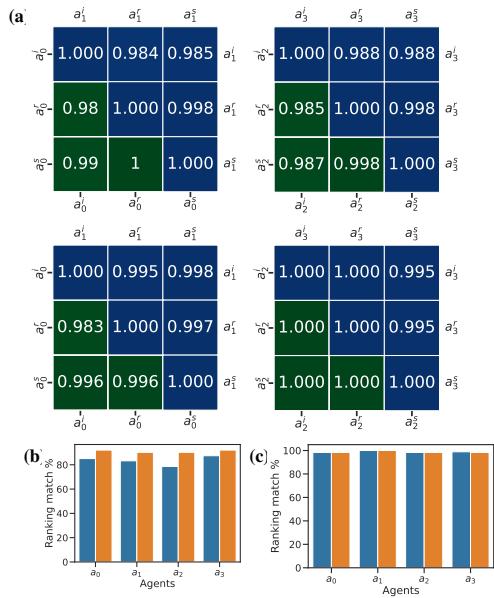 (a)
a_1^i a_1^r a_1^s
a_0^i 1.000 0.984 0.985 a_1^i
a_0^r 0.98 1.000 0.998 a_1^r
a_0^s 0.99 1 1.000 a_1^s
a_0^i a_0^r a_0^s
a_3^i a_3^r a_3^s
a_2^i 1.000 0.988 0.988 a_3^i
a_2^r 0.985 1.000 0.998 a_3^r
a_2^s 0.987 0.998 1.000 a_3^s
a_2^i a_2^r a_2^s
a_1^i a_1^r a_1^s
a_0^i 1.000 0.995 0.998 a_1^i
a_0^r 0.983 1.000 0.997 a_1^r
a_0^s 0.996 0.996 1.000 a_1^s
a_0^i a_0^r a_0^s
a_3^i a_3^r a_3^s
a_2^i 1.000 1.000 0.995 a_3^i
a_2^r 1.000 1.000 0.995 a_3^r
a_2^s 1.000 1.000 1.000 a_3^s
a_2^i a_2^r a_2^s
(b)
Ranking match %
80
60
40
20
0
a_0 a_1 a_2 a_3
Agents
(c)
Ranking match %
100
80
60
40
20
0
a_0 a_1 a_2 a_3
Agents